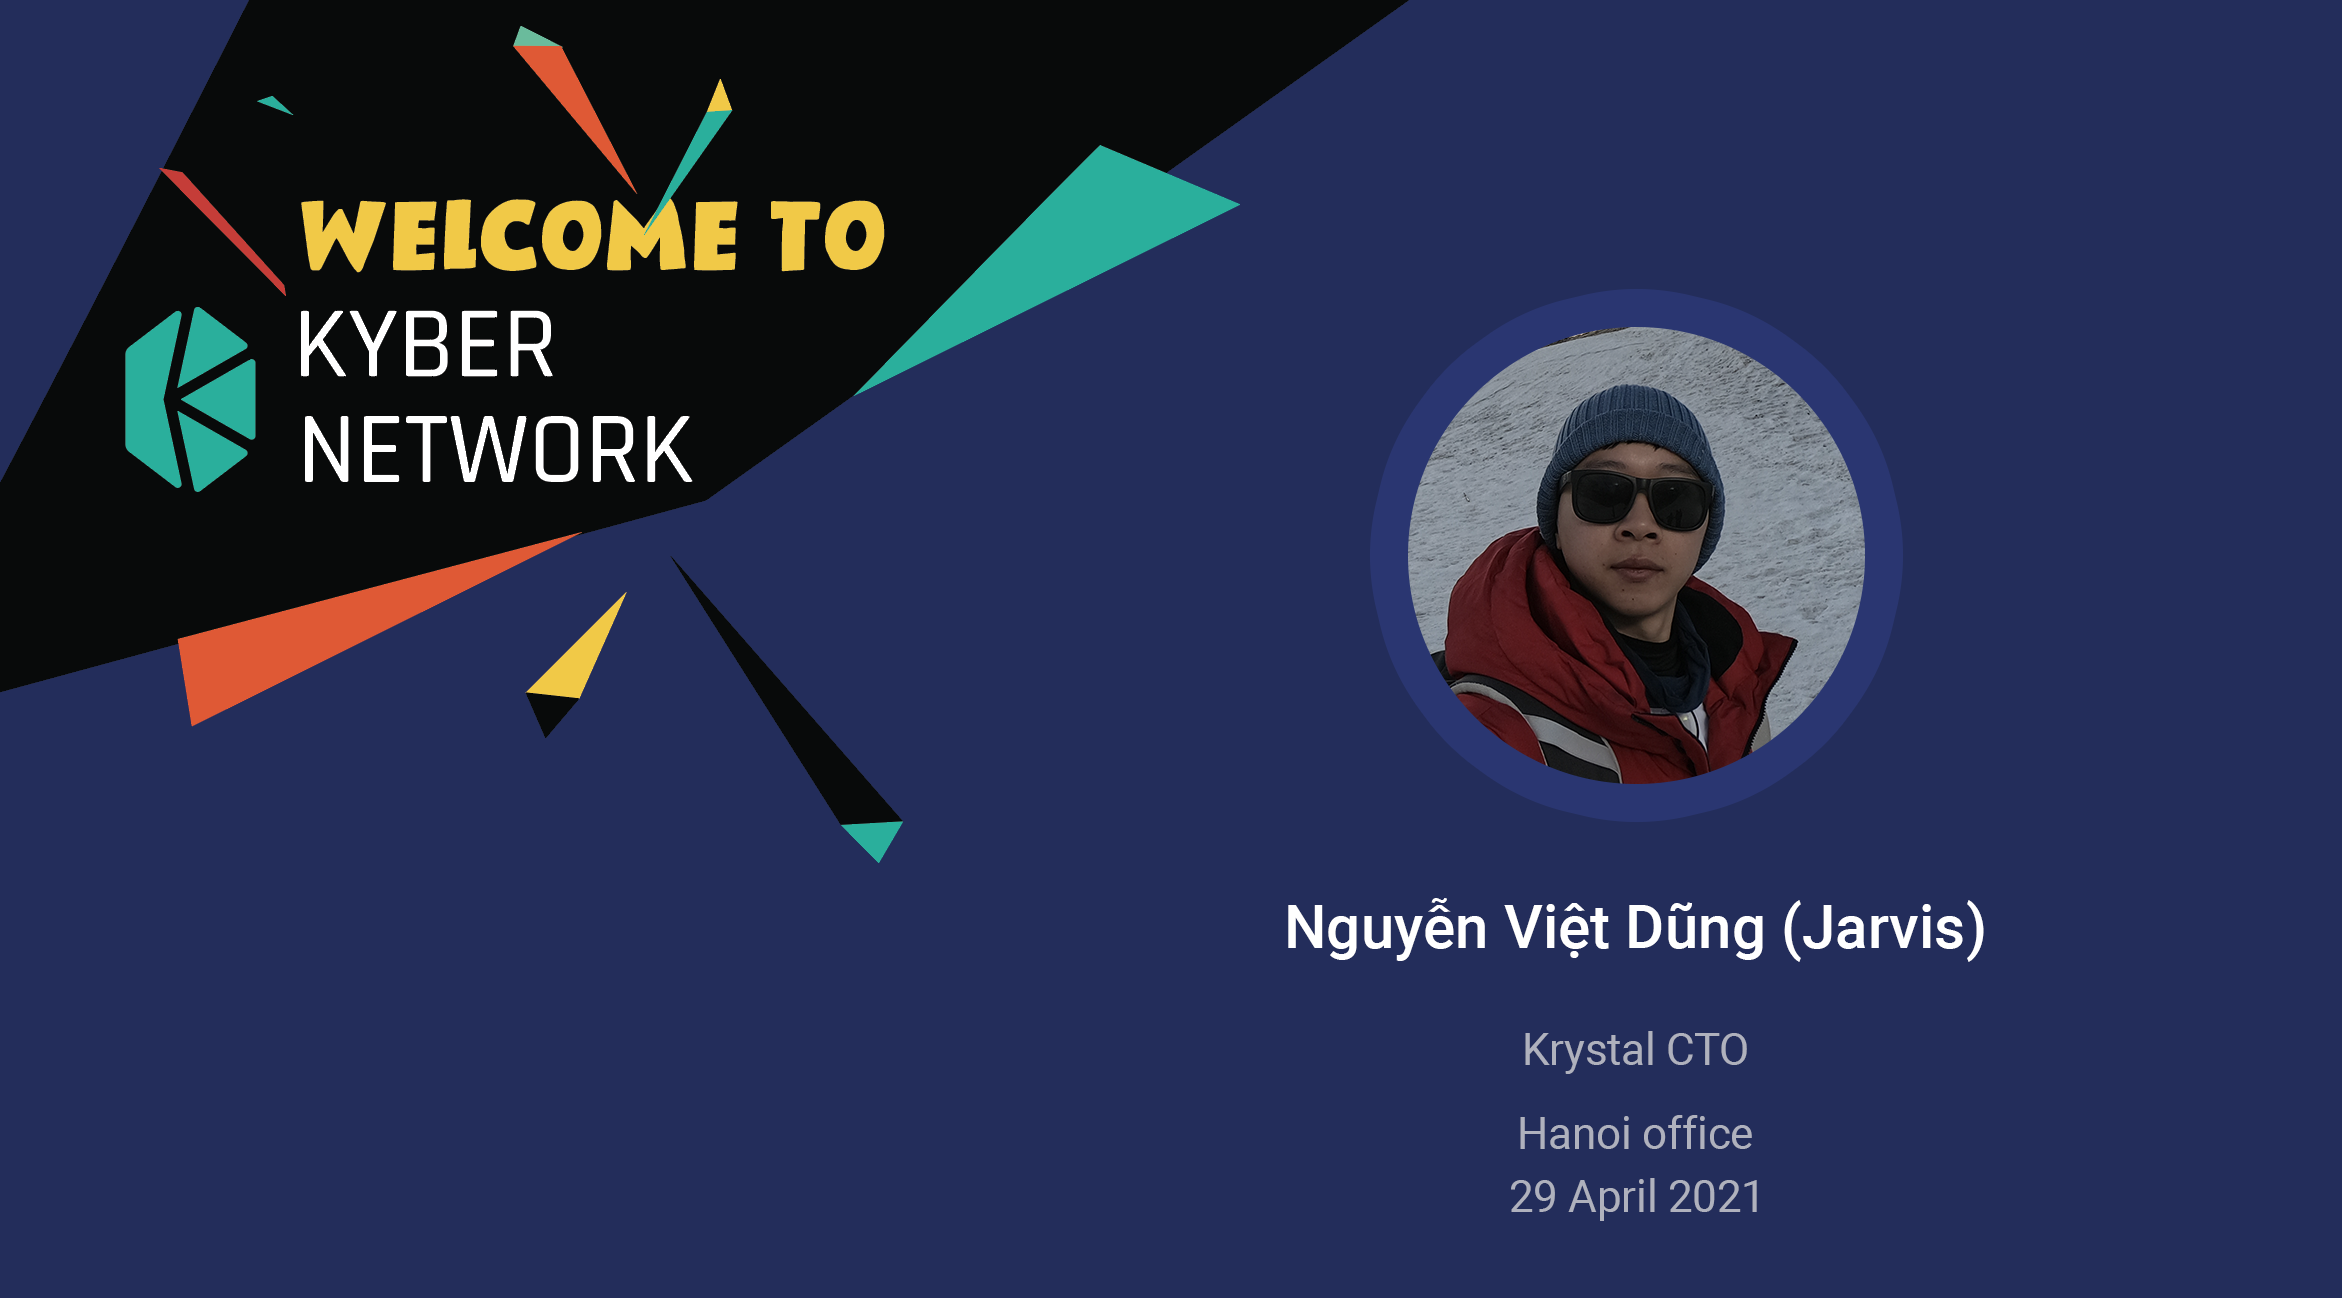 WELCOME TO
KYBER
NETWORK
Nguyễn Việt Dũng (Jarvis)
Krystal CTO
Hanoi office
29 April 2021